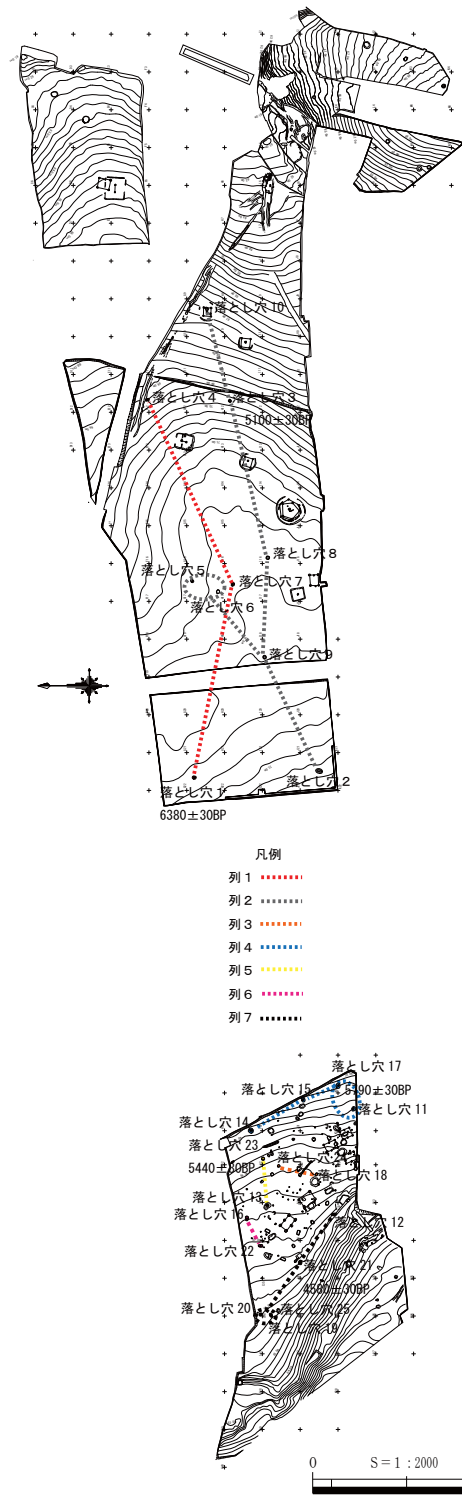 落とし穴 10
落とし穴 4
落とし穴 3
5100±30BP
落とし穴 8
落とし穴 5
落とし穴 7
落とし穴 6
落とし穴 9
落とし穴 1
落とし穴 2
6380±30BP
凡例
列 1
列 2
列 3
列 4
列 5
列 6
列 7
落とし穴 17
落とし穴 15
落とし穴 11
落とし穴 14
落とし穴 23
5440±30BP
落とし穴 18
落とし穴 13
落とし穴 16
落とし穴 12
落とし穴 22
落とし穴 21
落とし穴 20
落とし穴 25
落とし穴 19
0
S=1:2000